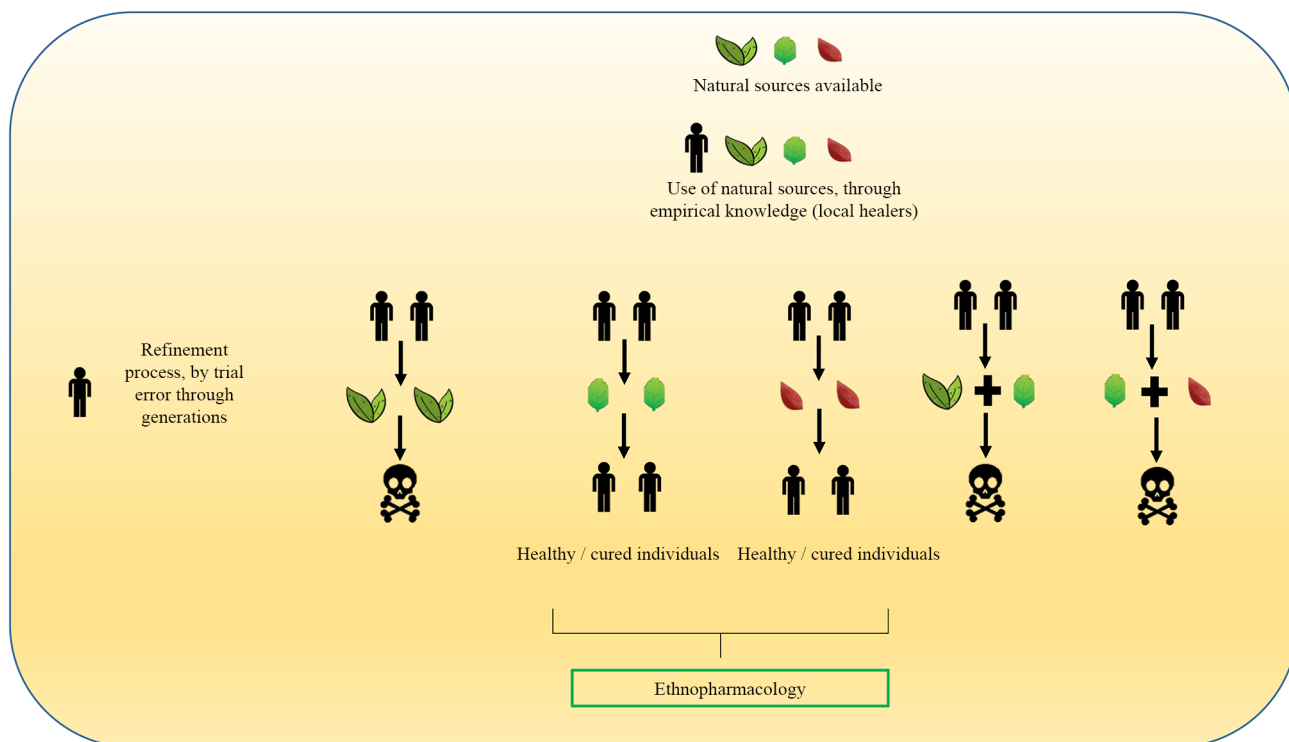 Natural sources available
Use of natural sources, through
empirical knowledge (local healers)
Refinement
process, by trial
error through
generations
Healthy / cured individuals
Healthy / cured individuals
Ethnopharmacology